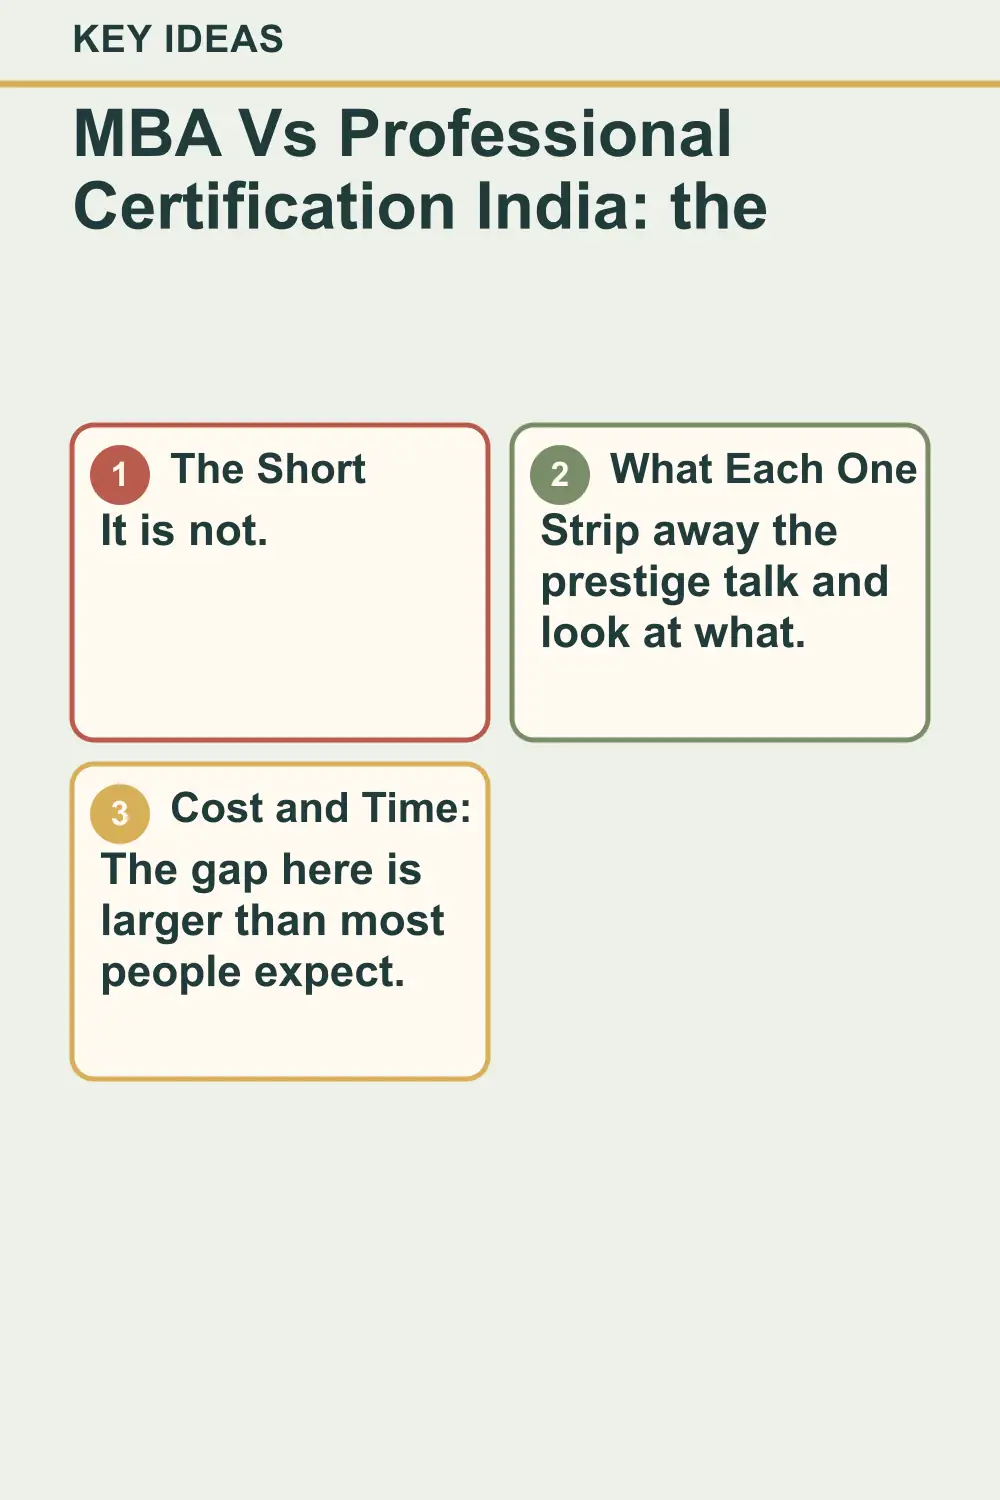 KEY IDEAS
MBA Vs Professional
Certification India: the
1 The Short
It is not.
2 What Each One
Strip away the
prestige talk and
look at what.
3 Cost and Time:
The gap here is
larger than most
people expect.